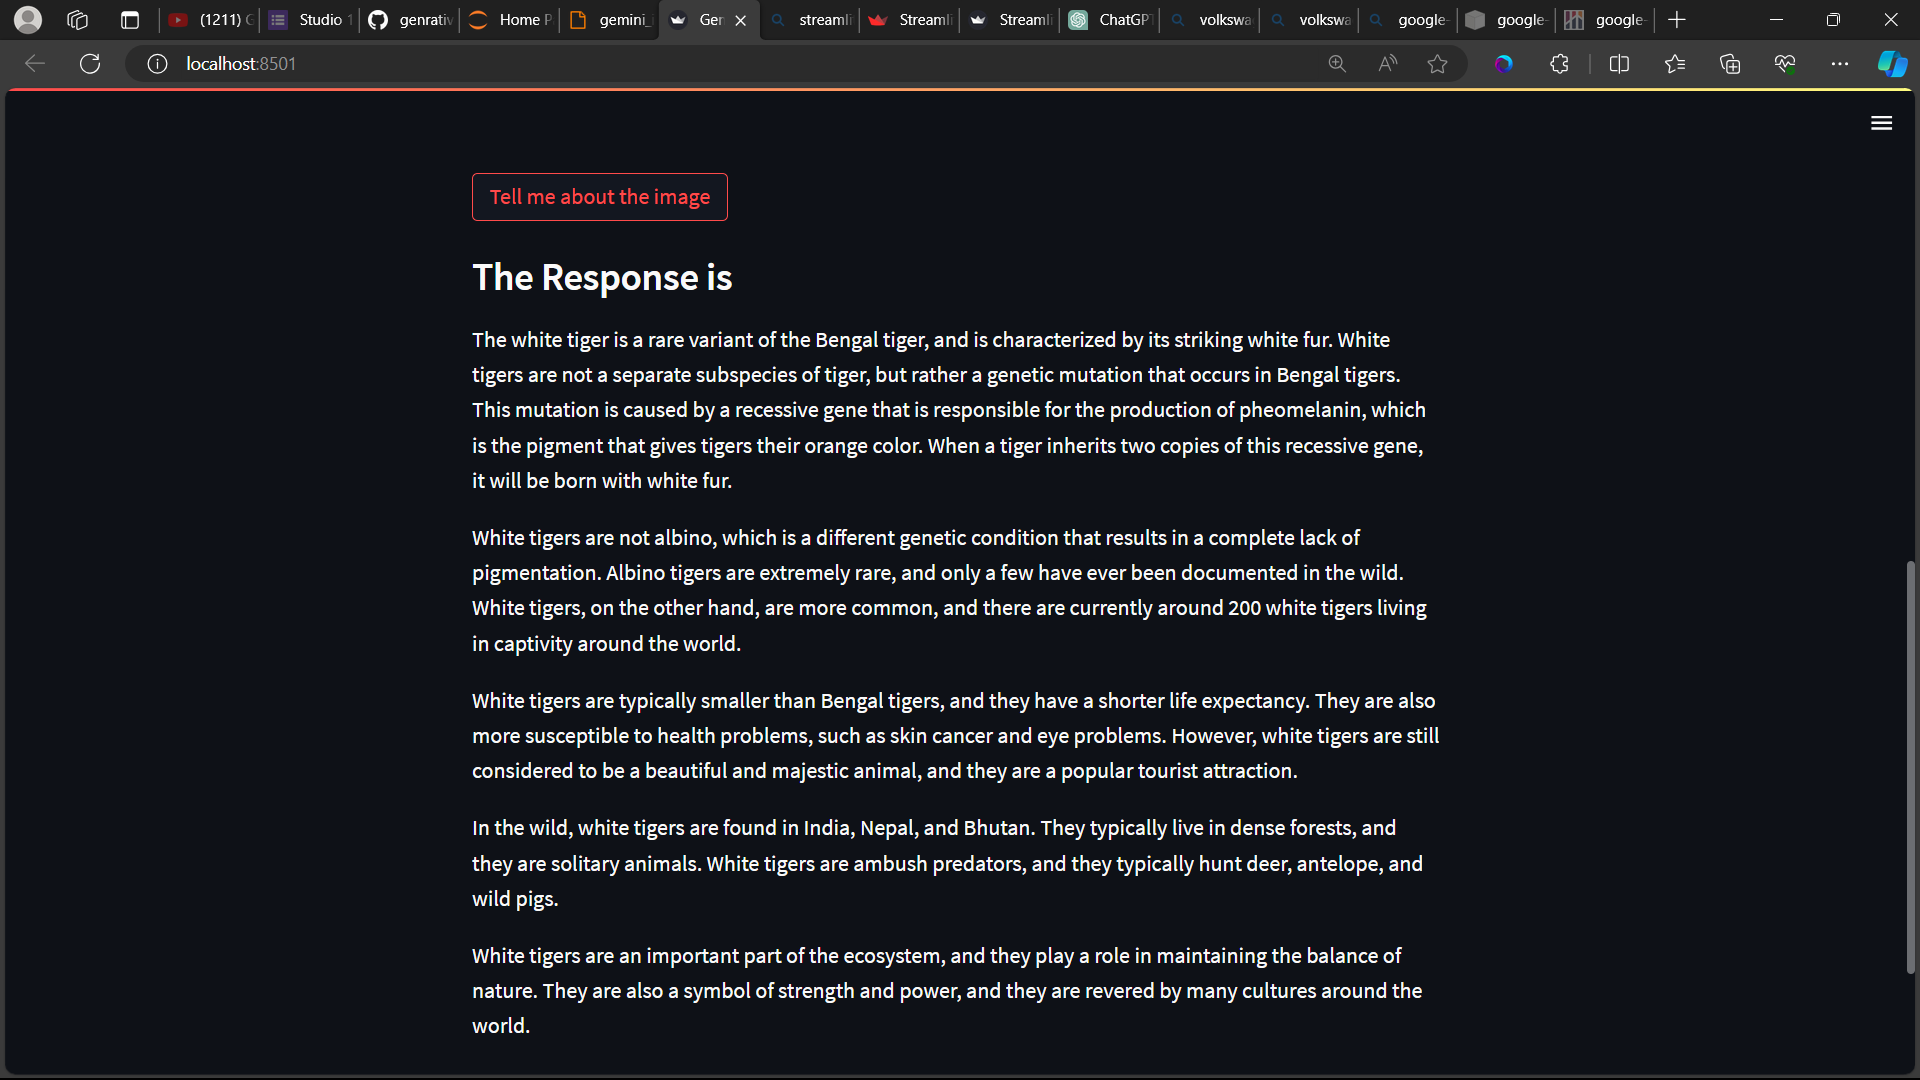 (1211) G
Studio 1
genrativ
Home P
gemini_
Gen
streamli
Streamli
Streamli
ChatGPT
volkswa
volkswa
google-
google-
google-
localhost:8501
Tell me about the image
The Response is
The white tiger is a rare variant of the Bengal tiger, and is characterized by its striking white fur. White
tigers are not a separate subspecies of tiger, but rather a genetic mutation that occurs in Bengal tigers.
This mutation is caused by a recessive gene that is responsible for the production of pheomelanin, which
is the pigment that gives tigers their orange color. When a tiger inherits two copies of this recessive gene,
it will be born with white fur.
White tigers are not albino, which is a different genetic condition that results in a complete lack of
pigmentation. Albino tigers are extremely rare, and only a few have ever been documented in the wild.
White tigers, on the other hand, are more common, and there are currently around 200 white tigers living
in captivity around the world.
White tigers are typically smaller than Bengal tigers, and they have a shorter life expectancy. They are also
more susceptible to health problems, such as skin cancer and eye problems. However, white tigers are still
considered to be a beautiful and majestic animal, and they are a popular tourist attraction.
In the wild, white tigers are found in India, Nepal, and Bhutan. They typically live in dense forests, and
they are solitary animals. White tigers are ambush predators, and they typically hunt deer, antelope, and
wild pigs.
White tigers are an important part of the ecosystem, and they play a role in maintaining the balance of
nature. They are also a symbol of strength and power, and they are revered by many cultures around the
world.